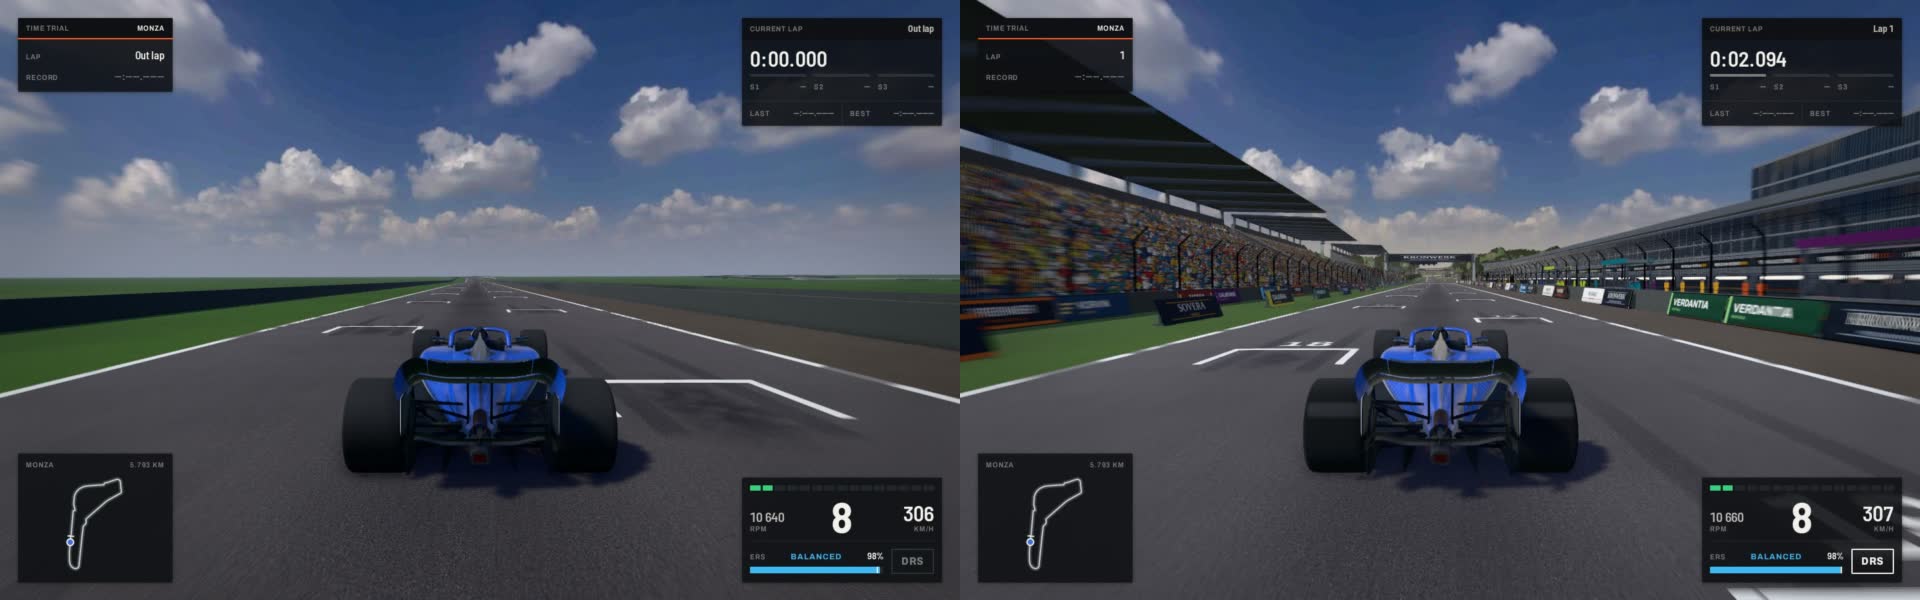 TIME TRIAL MONZA
LAP Out lap
RECORD -:--.---
CURRENT LAP Out lap
0:00.000
S1 – S2 – S3 –
LAST -:--.--- BEST -:--.---
MONZA 5.793 KM
10 640 RPM
8
306 KM/H
ERS BALANCED 98%
DRS
TIME TRIAL MONZA
LAP 1
RECORD -:--.---
CURRENT LAP Lap 1
0:02.094
S1 – S2 – S3 –
LAST -:--.--- BEST -:--.---
SOVERA
VERDANTIA
VERDANTIA
18
MONZA 5.793 KM
10 660 RPM
8
307 KM/H
ERS BALANCED 98%
DRS